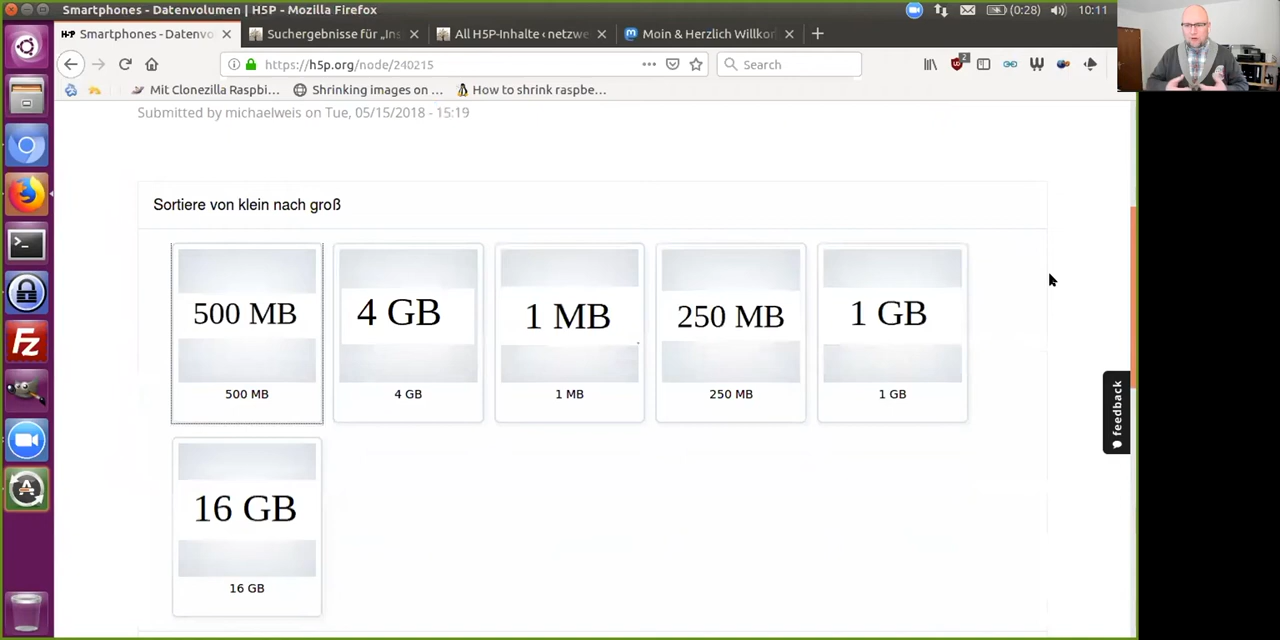 Smartphones - Datenvolumen | H5P - Mozilla Firefox
(0:28)
10:11
H-P Smartphones - Datenvo
Suchergebnisse für „Ins
All H5P-Inhalte ‹ netzwe
Moin & Herzlich Willkor
https://h5p.org/node/240215
Search
2
Mit Clonezilla Raspbi...
Shrinking images on ...
How to shrink raspbe...
Submitted by michaelweis on Tue, 05/15/2018 - 15:19
Sortiere von klein nach groß
500 MB
4 GB
1 MB
250 MB
1 GB
500 MB
4 GB
1 MB
250 MB
1 GB
16 GB
16 GB
feedback
Fz